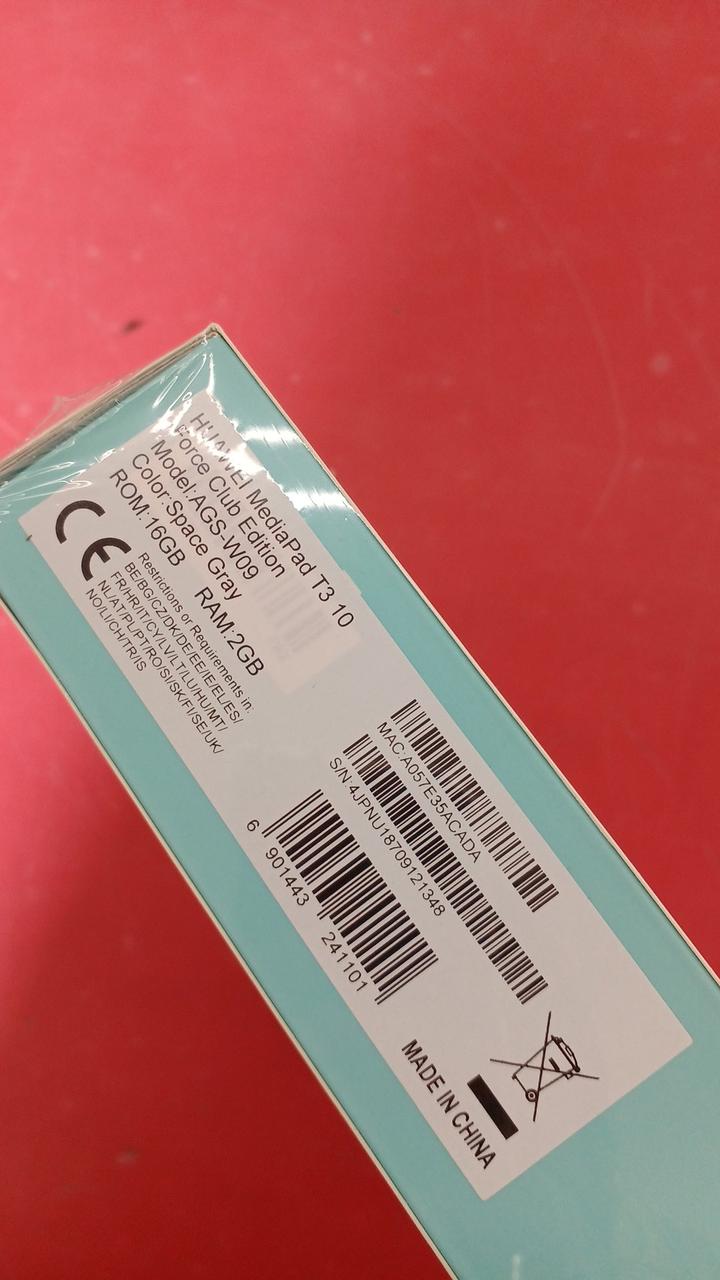 HUAWEI MediaPad T3 10
Force Club Edition
Model:AGS-W09
Color:Space Gray
ROM:16GB RAM:2GB
CE
Restrictions or Requirements in:
BE/BG/CZ/DK/DE/EE/IE/EL/ES/
FR/HR/IT/CY/LV/LT/LU/HU/MT/
NL/AT/PL/PT/RO/SI/SK/FI/SE/UK/
NO/LI/CH/TR/IS
MAC:A057E35ACADA
S/N:4JPNU18709121348
6 901443 241101
MADE IN CHINA